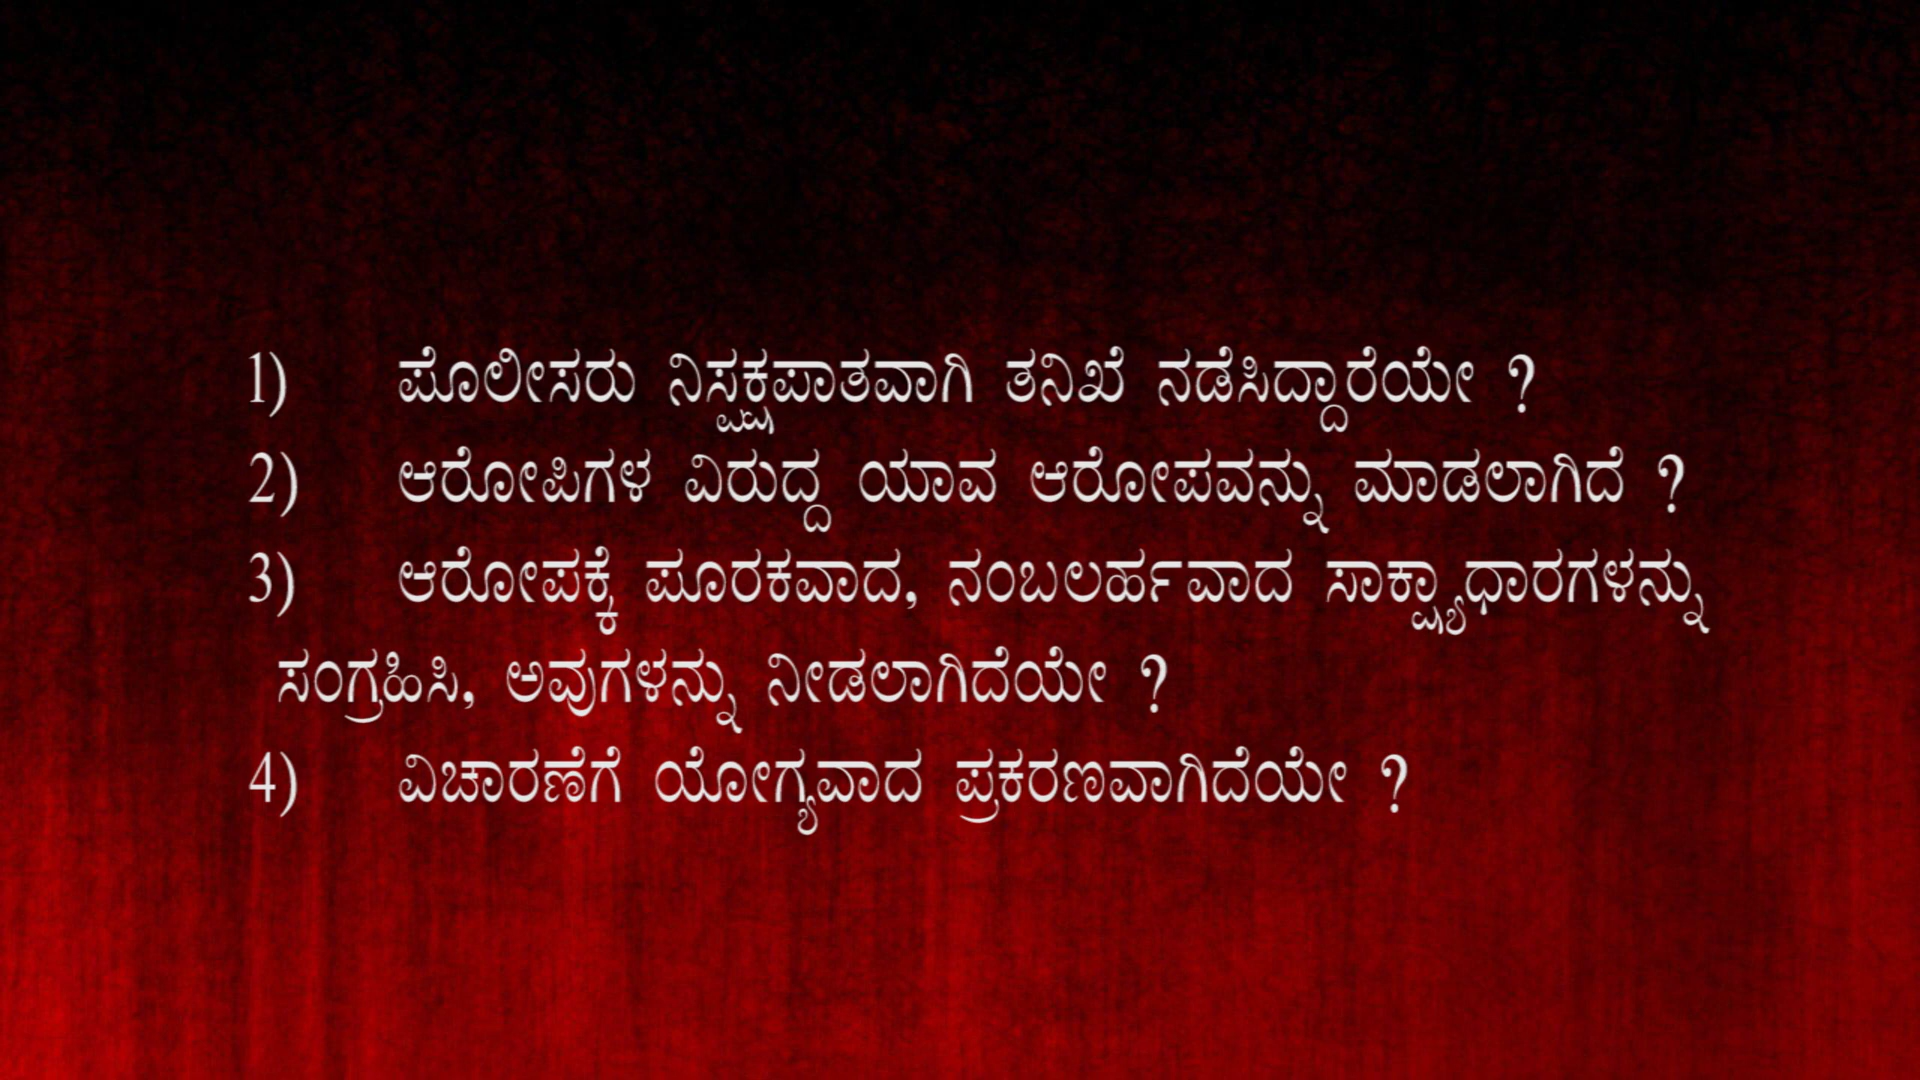 1) ಪೊಲೀಸರು ನಿಸ್ಪಕ್ಷಪಾತವಾಗಿ ತನಿಖೆ ನಡೆಸಿದ್ದಾರೆಯೇ ?
2) ಆರೋಪಿಗಳ ವಿರುದ್ದ ಯಾವ ಆರೋಪವನ್ನು ಮಾಡಲಾಗಿದೆ ?
3) ಆರೋಪಕ್ಕೆ ಪೂರಕವಾದ, ನಂಬಲರ್ಹವಾದ ಸಾಕ್ಷ್ಯಾಧಾರಗಳನ್ನು
ಸಂಗ್ರಹಿಸಿ, ಅವುಗಳನ್ನು ನೀಡಲಾಗಿದೆಯೇ ?
4) ವಿಚಾರಣೆಗೆ ಯೋಗ್ಯವಾದ ಪ್ರಕರಣವಾಗಿದೆಯೇ ?